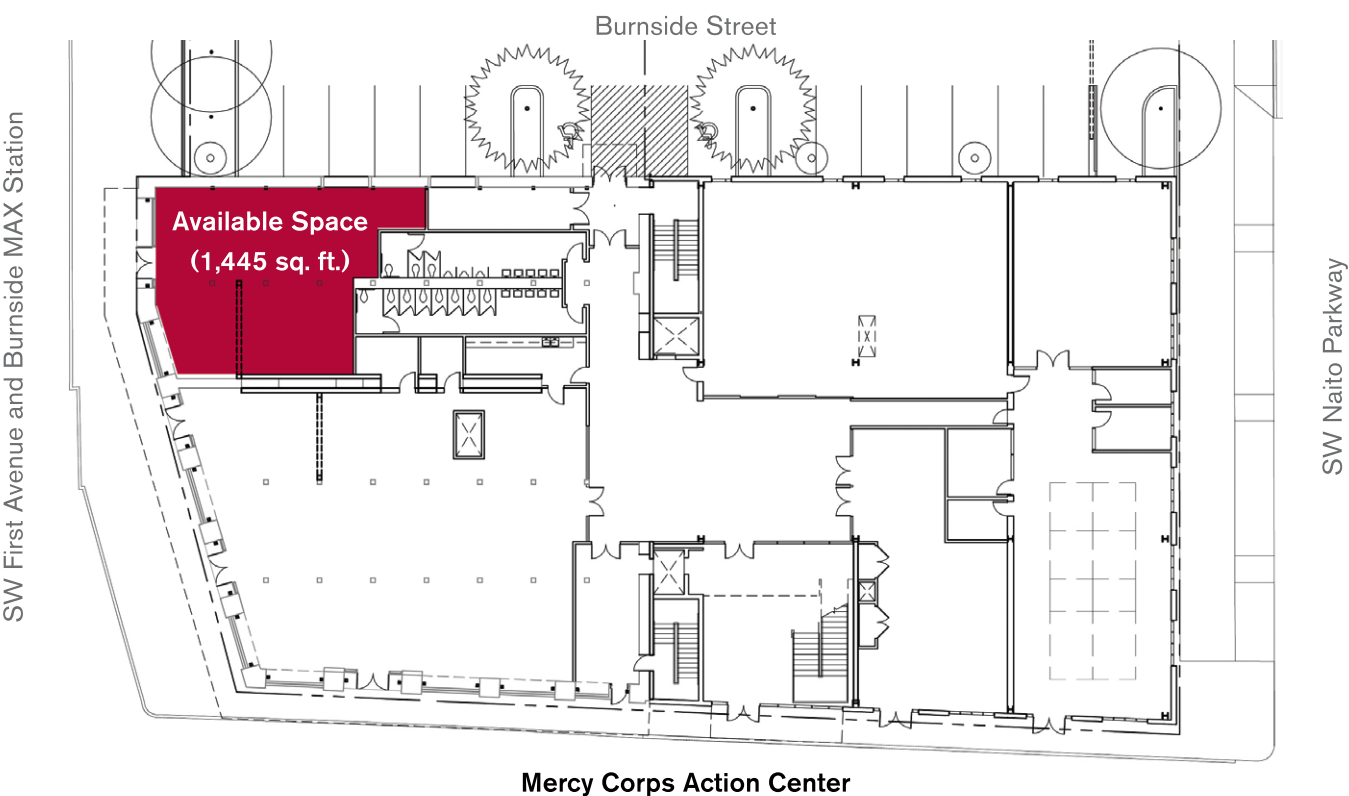 Burnside Street
SW First Avenue and Burnside MAX Station
Available Space
(1,445 sq. ft.)
SW Naito Parkway
Mercy Corps Action Center